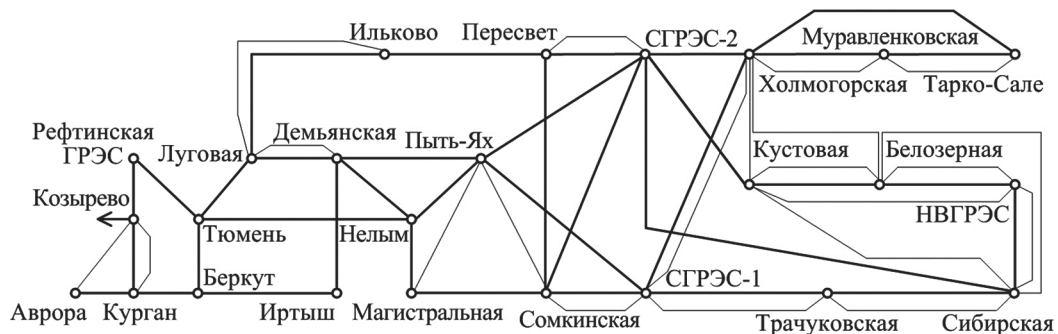 Ильково
Пересвет
СГРЭС-2
Муравленковская
Холмогорская
Тарко-Сале
Рефтинская
ГРЭС
Луговая
Демьянская
Пыть-Ях
Кустовая
Белозерная
Козырево
Тюмень
Нелым
НВГРЭС
Беркут
СГРЭС-1
Аврора
Курган
Иртыш
Магистральная
Сомкинская
Трачуковская
Сибирская